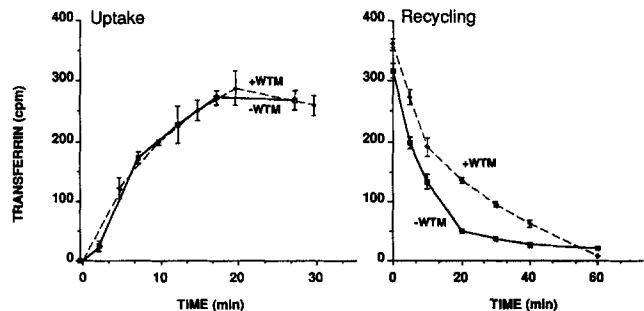 Uptake
Recycling
400
300
200
100
0
TRANSFERRIN (cpm)
+WTM
-WTM
0
10
20
30
TIME (min)
400
300
200
100
0
+WTM
-WTM
0
20
40
60
TIME (min)